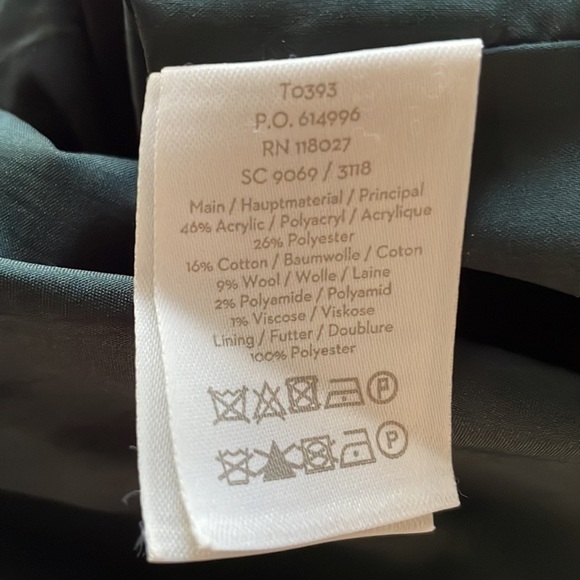 T0393
P.O. 614996
RN 118027
SC 9069 / 3118
Main / Hauptmaterial / Principal
46% Acrylic / Polyacryl / Acrylique
26% Polyester
16% Cotton / Baumwolle / Coton
9% Wool / Wolle / Laine
2% Polyamide / Polyamid
1% Viscose / Viskose
Lining / Futter / Doublure
100% Polyester
P
P